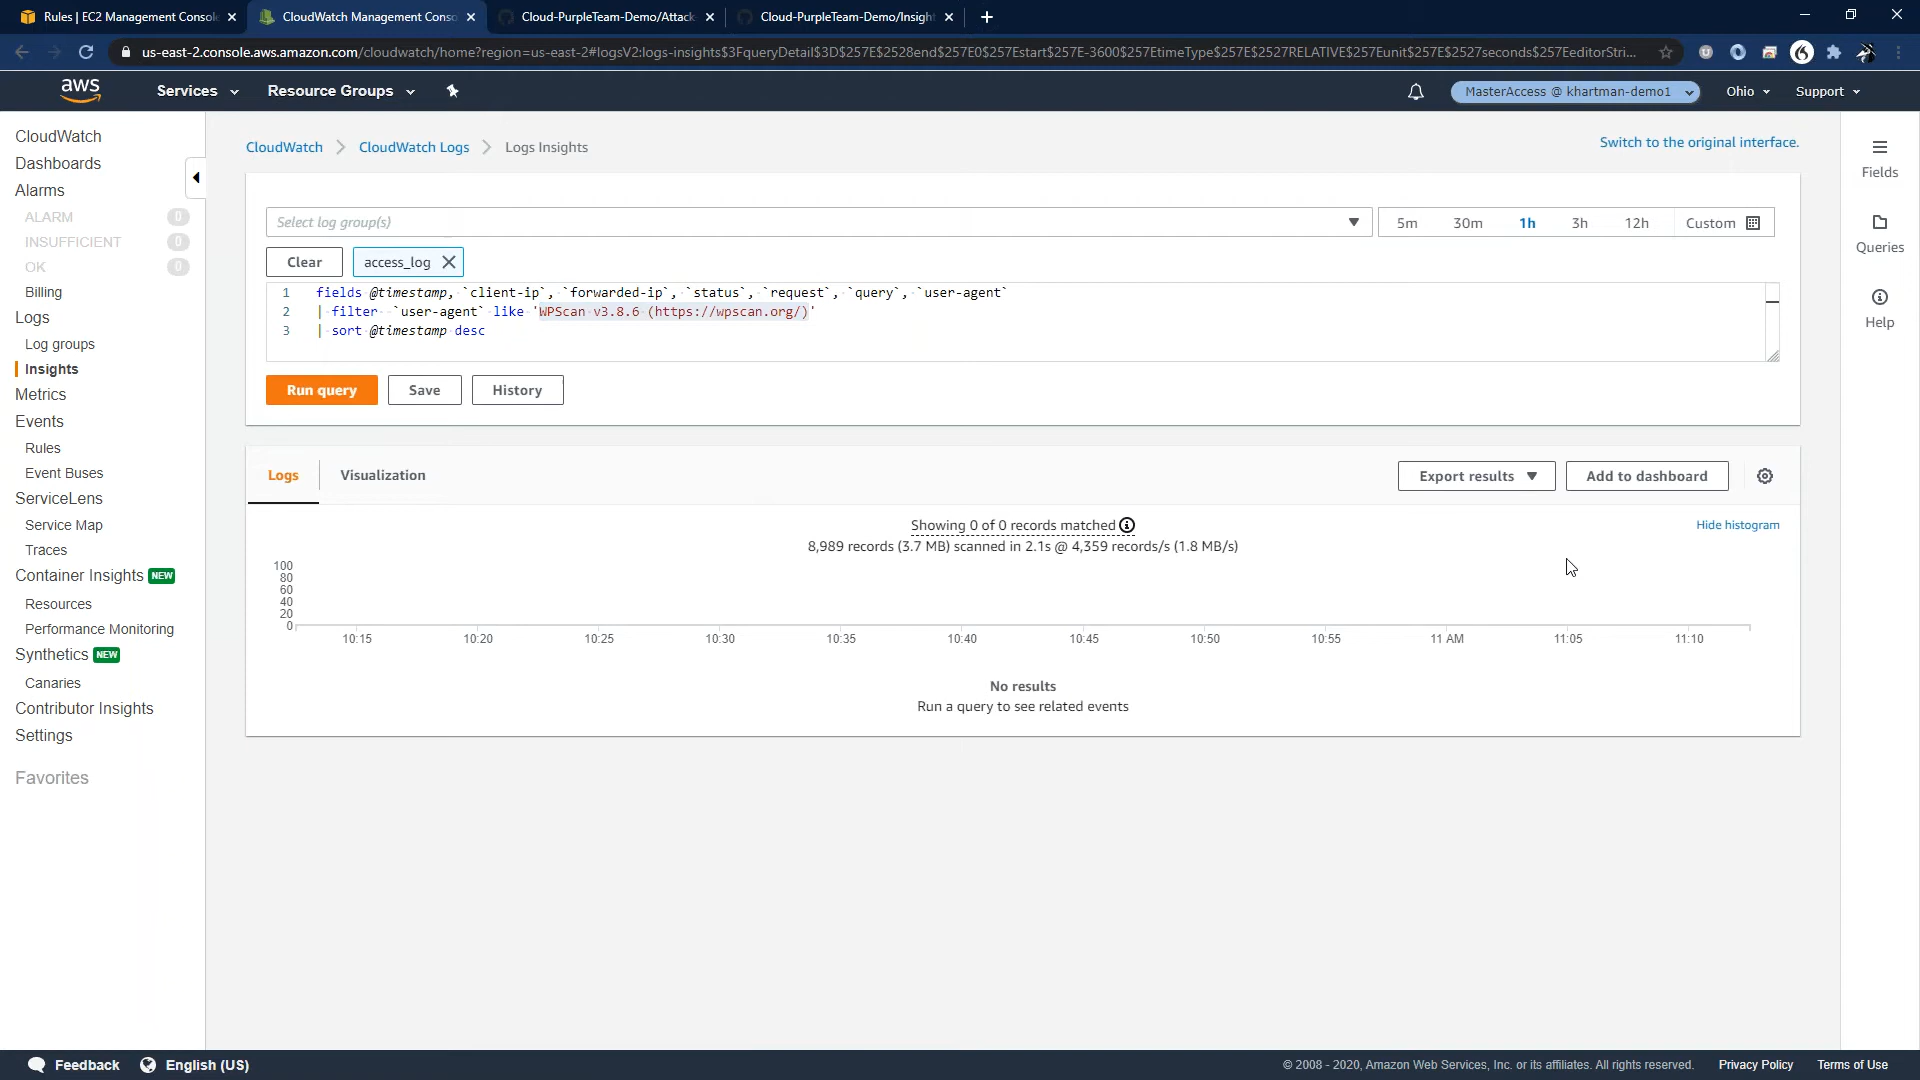 Rules | EC2 Management Console
CloudWatch Management Conso
Cloud-PurpleTeam-Demo/Attack
Cloud-PurpleTeam-Demo/Insight
us-east-2.console.aws.amazon.com/cloudwatch/home?region=us-east-2#logsV2:logs-insights$3FqueryDetail$3D$257E$2528end$257E0$257Estart$257E-3600$257EtimeType$257E$2527RELATIVE$257Eunit$257E$2527seconds$257EeditorStri...
aws
Services
Resource Groups
MasterAccess @ khartman-demo1
Ohio
Support
CloudWatch
Dashboards
Alarms
ALARM 0
INSUFFICIENT 0
OK 0
Billing
Logs
Log groups
Insights
Metrics
Events
Rules
Event Buses
ServiceLens
Service Map
Traces
Container Insights NEW
Resources
Performance Monitoring
Synthetics NEW
Canaries
Contributor Insights
Settings
Favorites
CloudWatch
CloudWatch Logs
Logs Insights
Switch to the original interface.
Select log group(s)
5m 30m 1h 3h 12h Custom
Clear
access_log
1 fields @timestamp, `client-ip`, `forwarded-ip`, `status`, `request`, `query`, `user-agent`
2 | filter `user-agent` like 'WPScan v3.8.6 (https://wpscan.org/)'
3 | sort @timestamp desc
Run query
Save
History
Logs
Visualization
Export results
Add to dashboard
Showing 0 of 0 records matched
Hide histogram
8,989 records (3.7 MB) scanned in 2.1s @ 4,359 records/s (1.8 MB/s)
100
80
60
40
20
0
10:15 10:20 10:25 10:30 10:35 10:40 10:45 10:50 10:55 11 AM 11:05 11:10
No results
Run a query to see related events
Fields
Queries
Help
Feedback
English (US)
© 2008 - 2020, Amazon Web Services, Inc. or its affiliates. All rights reserved.
Privacy Policy
Terms of Use